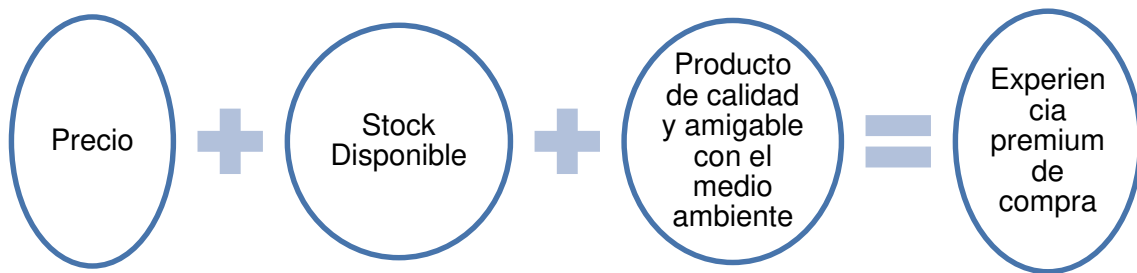 Precio
Stock
Disponible
Producto
de calidad
y amigable
con el
medio
ambiente
Experien
cia
premium
de
compra